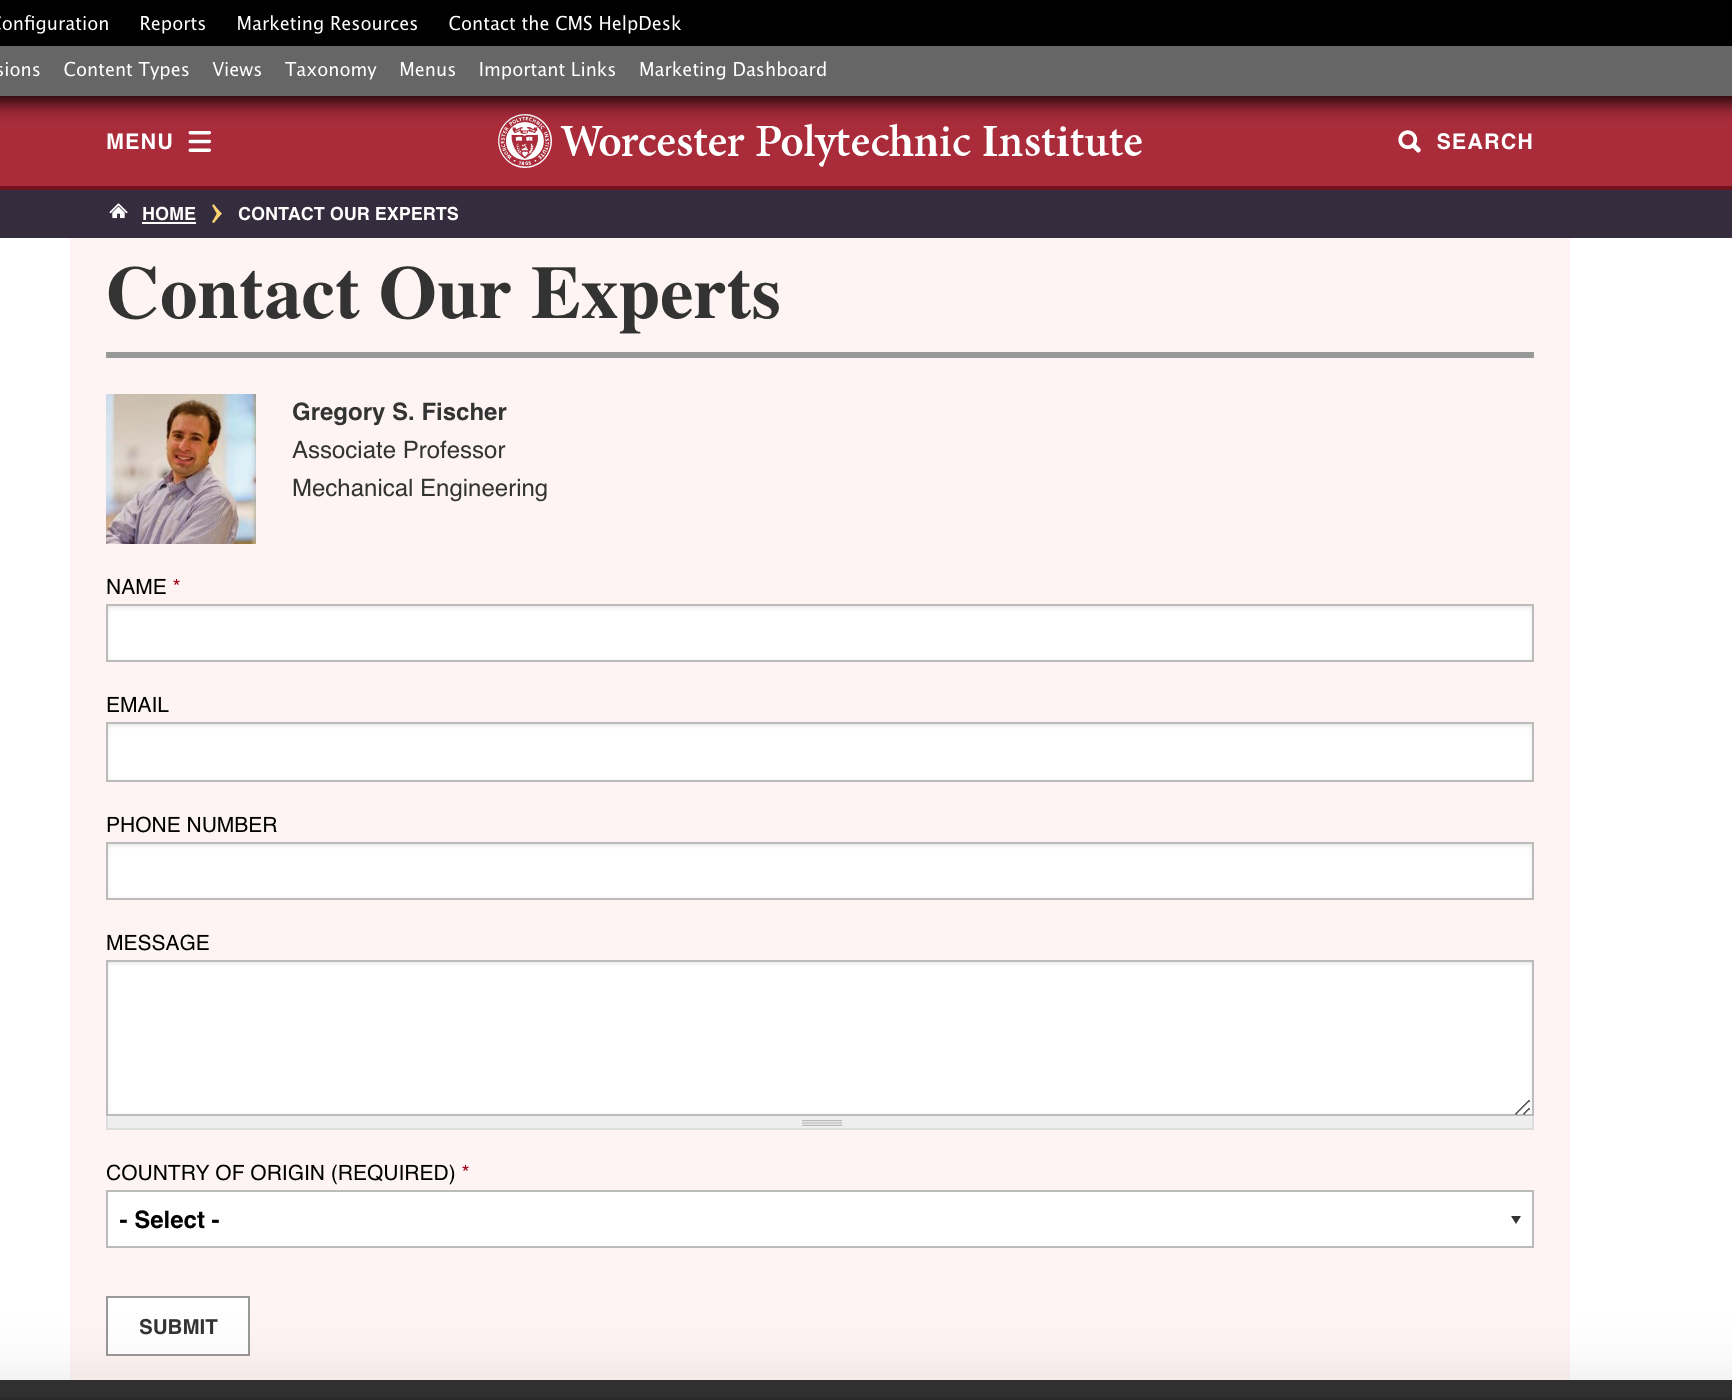 Reports Marketing Resources Contact the CMS HelpDesk
Content Types Views Taxonomy Menus Important Links Marketing Dashboard
MENU Worcester Polytechnic Institute SEARCH
HOME CONTACT OUR EXPERTS
Contact Our Experts
Gregory S. Fischer
Associate Professor
Mechanical Engineering
NAME *
EMAIL
PHONE NUMBER
MESSAGE
COUNTRY OF ORIGIN (REQUIRED) *
- Select -
SUBMIT